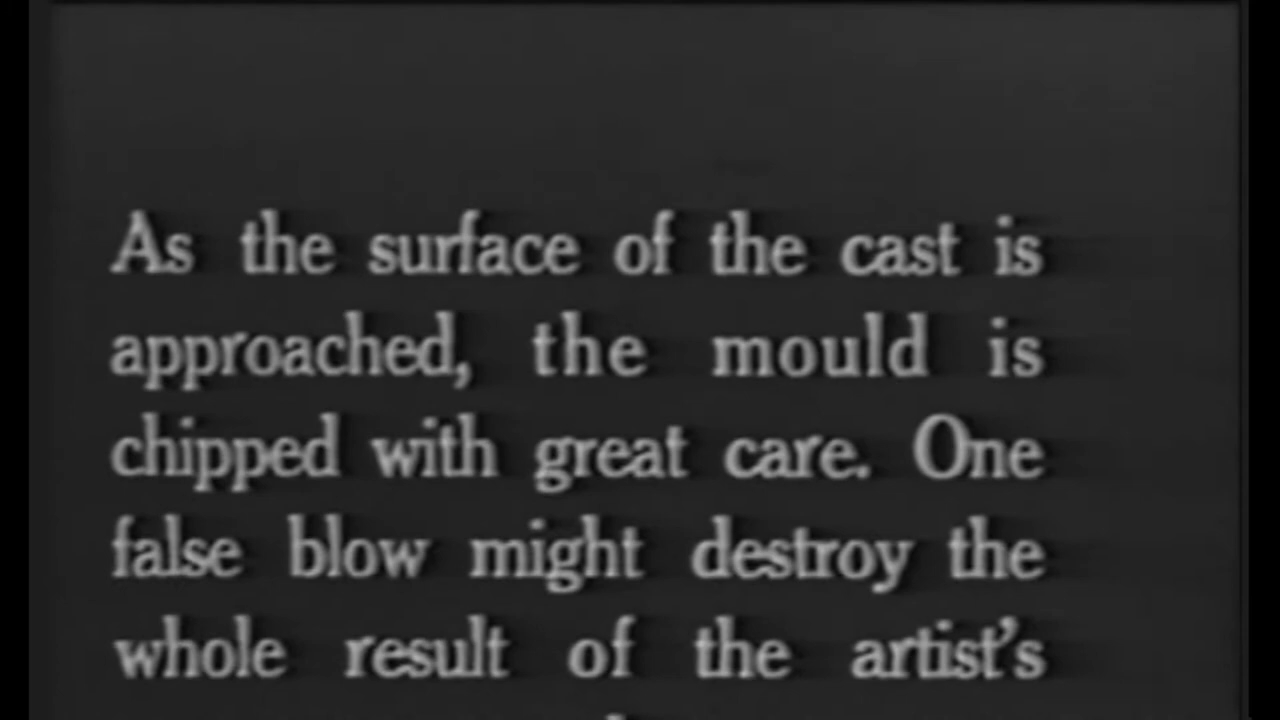 As the surface of the cast is
approached, the mould is
chipped with great care. One
false blow might destroy the
whole result of the artist's